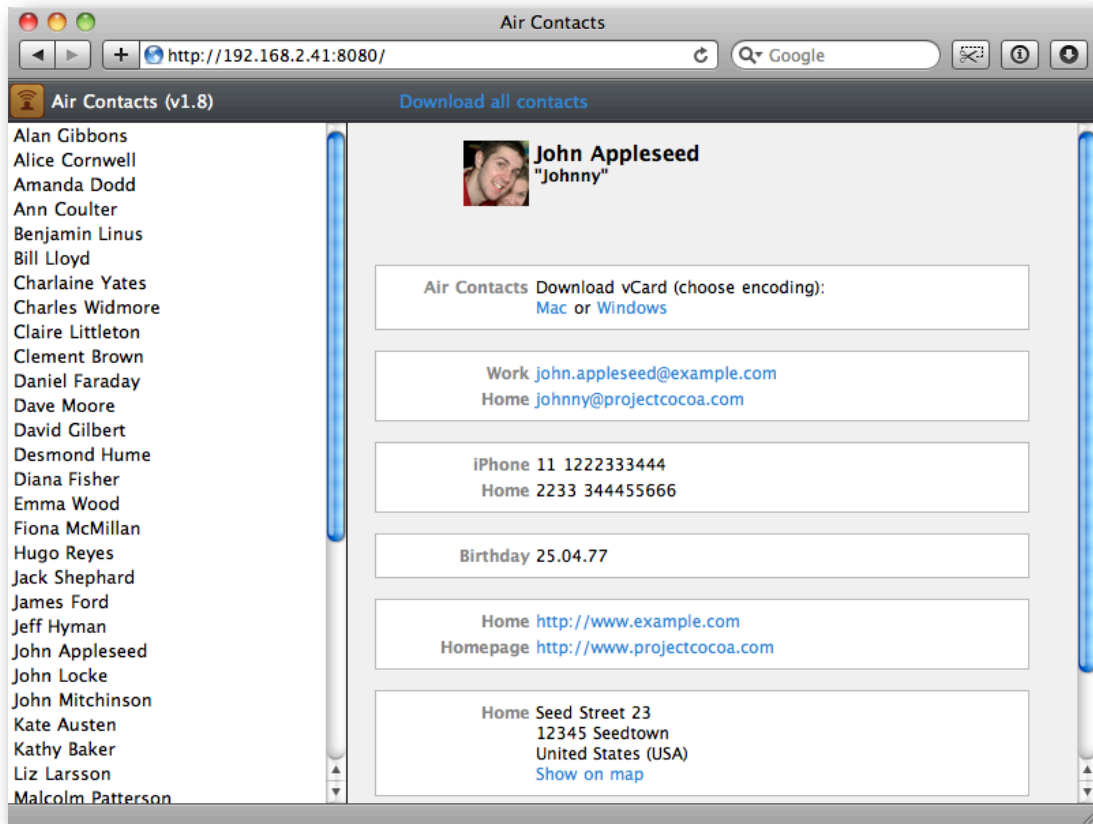 Air Contacts
http://192.168.2.41:8080/
Google
Air Contacts (v1.8)
Download all contacts
Alan Gibbons
Alice Cornwell
Amanda Dodd
Ann Coulter
Benjamin Linus
Bill Lloyd
Charlaine Yates
Charles Widmore
Claire Littleton
Clement Brown
Daniel Faraday
Dave Moore
David Gilbert
Desmond Hume
Diana Fisher
Emma Wood
Fiona McMillan
Hugo Reyes
Jack Shephard
James Ford
Jeff Hyman
John Appleseed
John Locke
John Mitchinson
Kate Austen
Kathy Baker
Liz Larsson
Malcolm Patterson
John Appleseed
"Johnny"
Air Contacts Download vCard (choose encoding):
Mac or Windows
Work john.appleseed@example.com
Home johnny@projectcocoa.com
iPhone 11 1222333444
Home 2233 344455666
Birthday 25.04.77
Home http://www.example.com
Homepage http://www.projectcocoa.com
Home Seed Street 23
12345 Seedtown
United States (USA)
Show on map